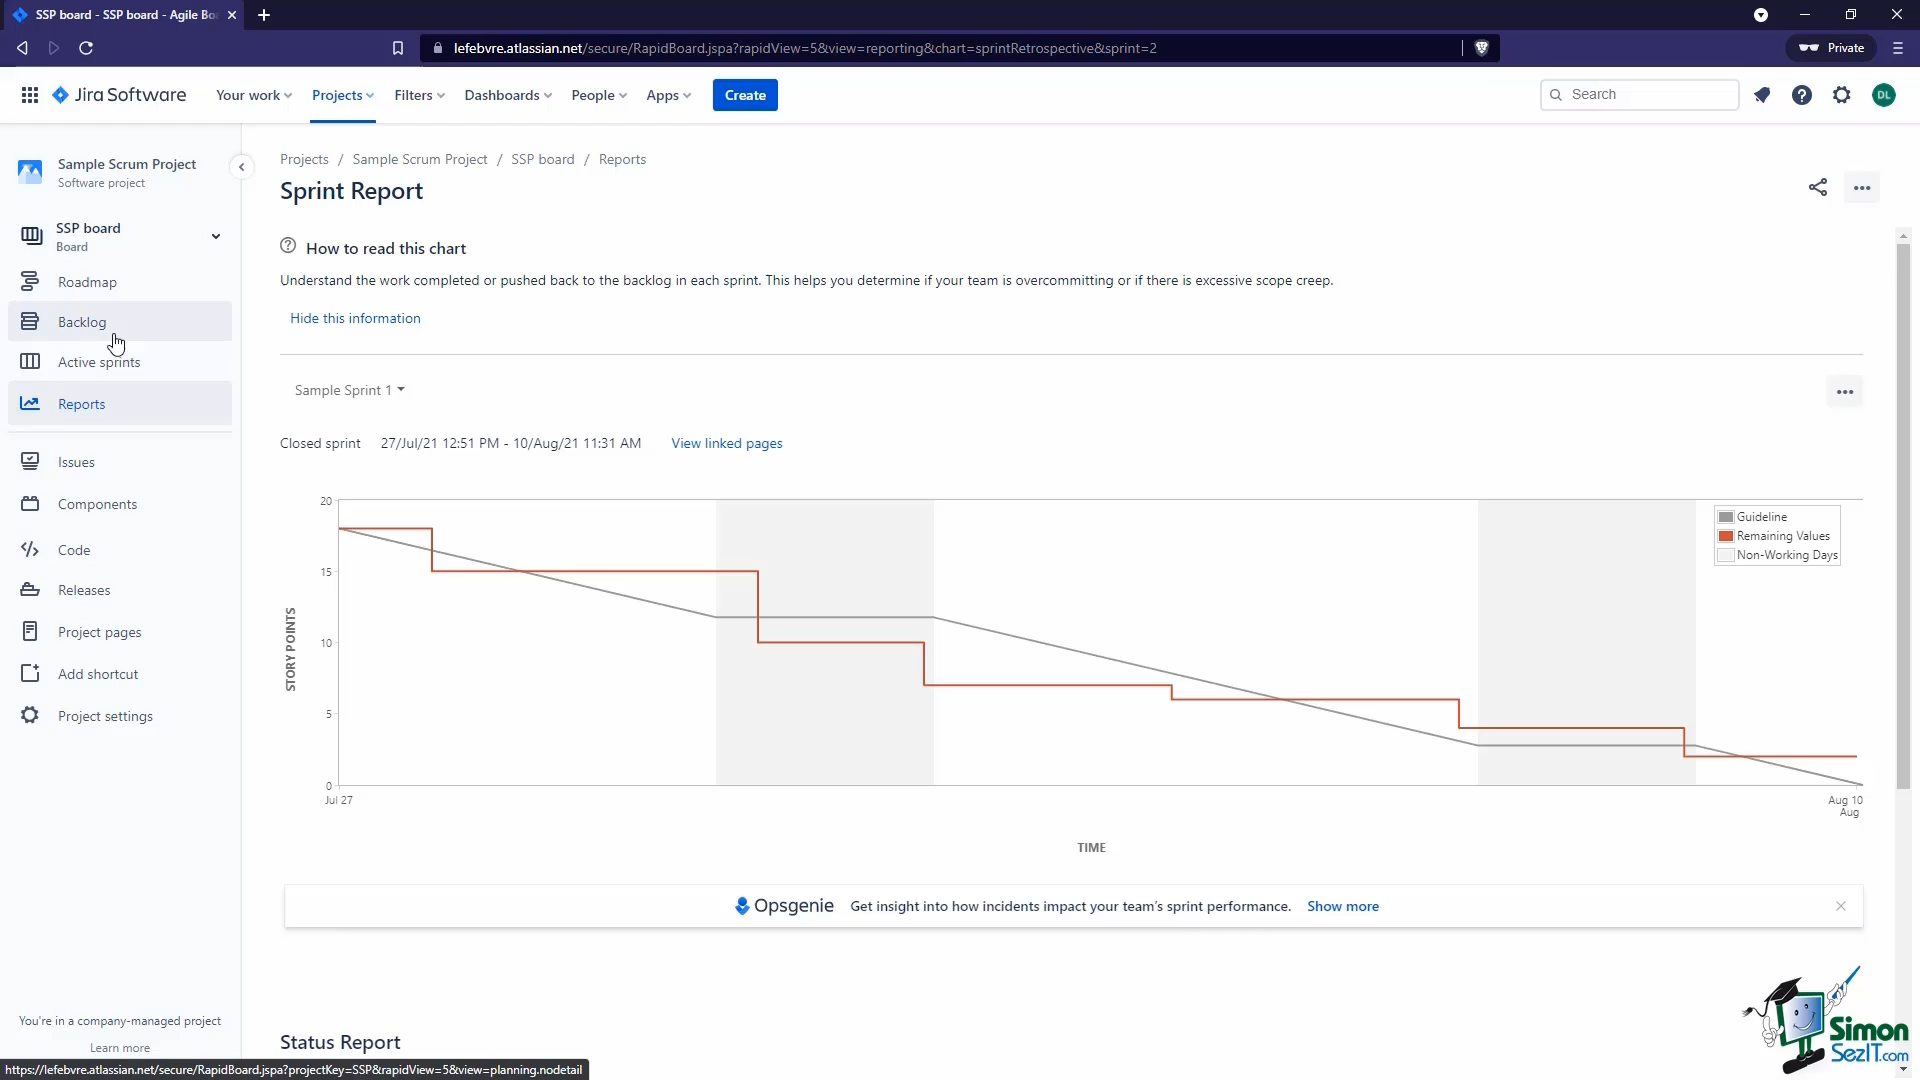 SSP board - SSP board - Agile Bo
lefebvre.atlassian.net/secure/RapidBoard.jspa?rapidView=5&view=reporting&chart=sprintRetrospective&sprint=2
Private
Jira Software
Your work
Projects
Filters
Dashboards
People
Apps
Create
Search
DL
Sample Scrum Project
Software project
SSP board
Board
Roadmap
Backlog
Active sprints
Reports
Issues
Components
Code
Releases
Project pages
Add shortcut
Project settings
You're in a company-managed project
Learn more
Projects / Sample Scrum Project / SSP board / Reports
Sprint Report
How to read this chart
Understand the work completed or pushed back to the backlog in each sprint. This helps you determine if your team is overcommitting or if there is excessive scope creep.
Hide this information
Sample Sprint 1
Closed sprint 27/Jul/21 12:51 PM - 10/Aug/21 11:31 AM View linked pages
STORY POINTS
20
15
10
5
0
Guideline
Remaining Values
Non-Working Days
Jul 27
Aug 10
Aug
TIME
Opsgenie Get insight into how incidents impact your team's sprint performance. Show more
Status Report
Simon
SezIT.com
https://lefebvre.atlassian.net/secure/RapidBoard.jspa?projectKey=SSP&rapidView=5&view=planning.nodetail